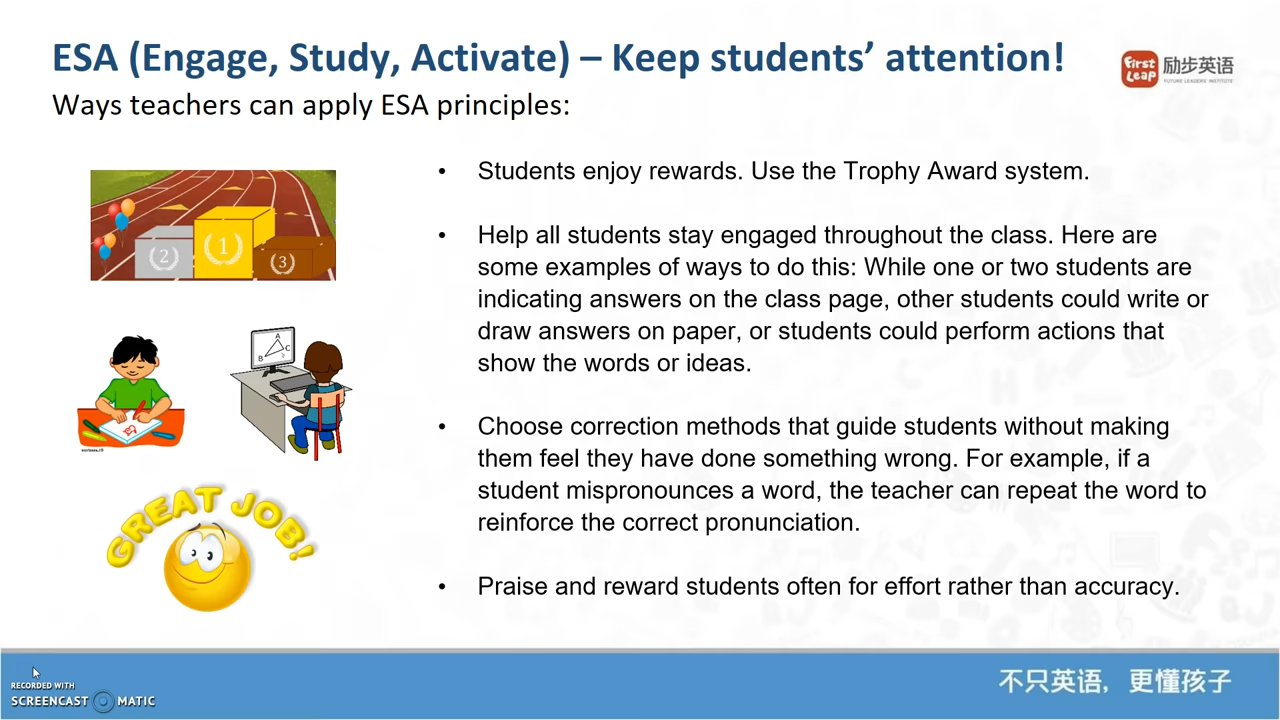 ESA (Engage, Study, Activate) – Keep students’ attention!
First Leap 励步英语
FUTURE LEADERS' INSTITUTE
Ways teachers can apply ESA principles:
• Students enjoy rewards. Use the Trophy Award system.
2 1 3
• Help all students stay engaged throughout the class. Here are
some examples of ways to do this: While one or two students are
indicating answers on the class page, other students could write or
draw answers on paper, or students could perform actions that
show the words or ideas.
A
B C
• Choose correction methods that guide students without making
them feel they have done something wrong. For example, if a
student mispronounces a word, the teacher can repeat the word to
reinforce the correct pronunciation.
GREAT JOB!
• Praise and reward students often for effort rather than accuracy.
不只英语，更懂孩子
RECORDED WITH
SCREENCAST MATIC